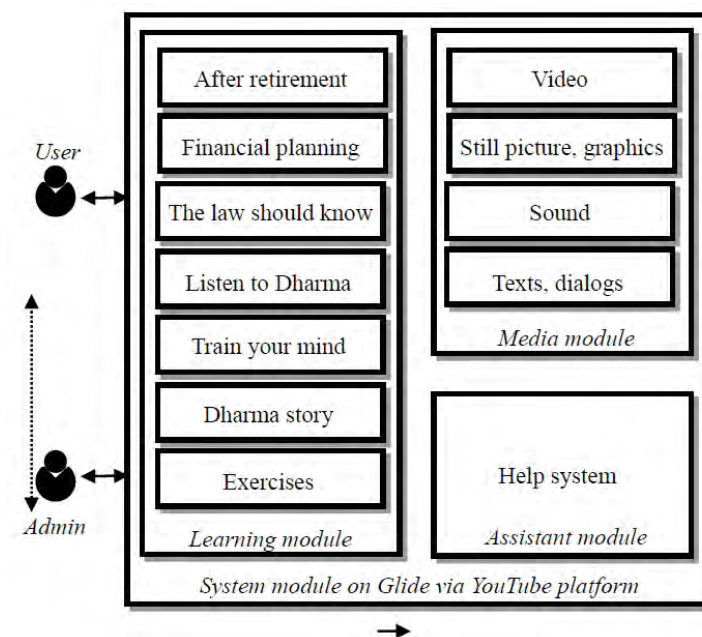 User
Admin
After retirement
Financial planning
The law should know
Listen to Dharma
Train your mind
Dharma story
Exercises
Learning module
Video
Still picture, graphics
Sound
Texts, dialogs
Media module
Help system
Assistant module
System module on Glide via YouTube platform